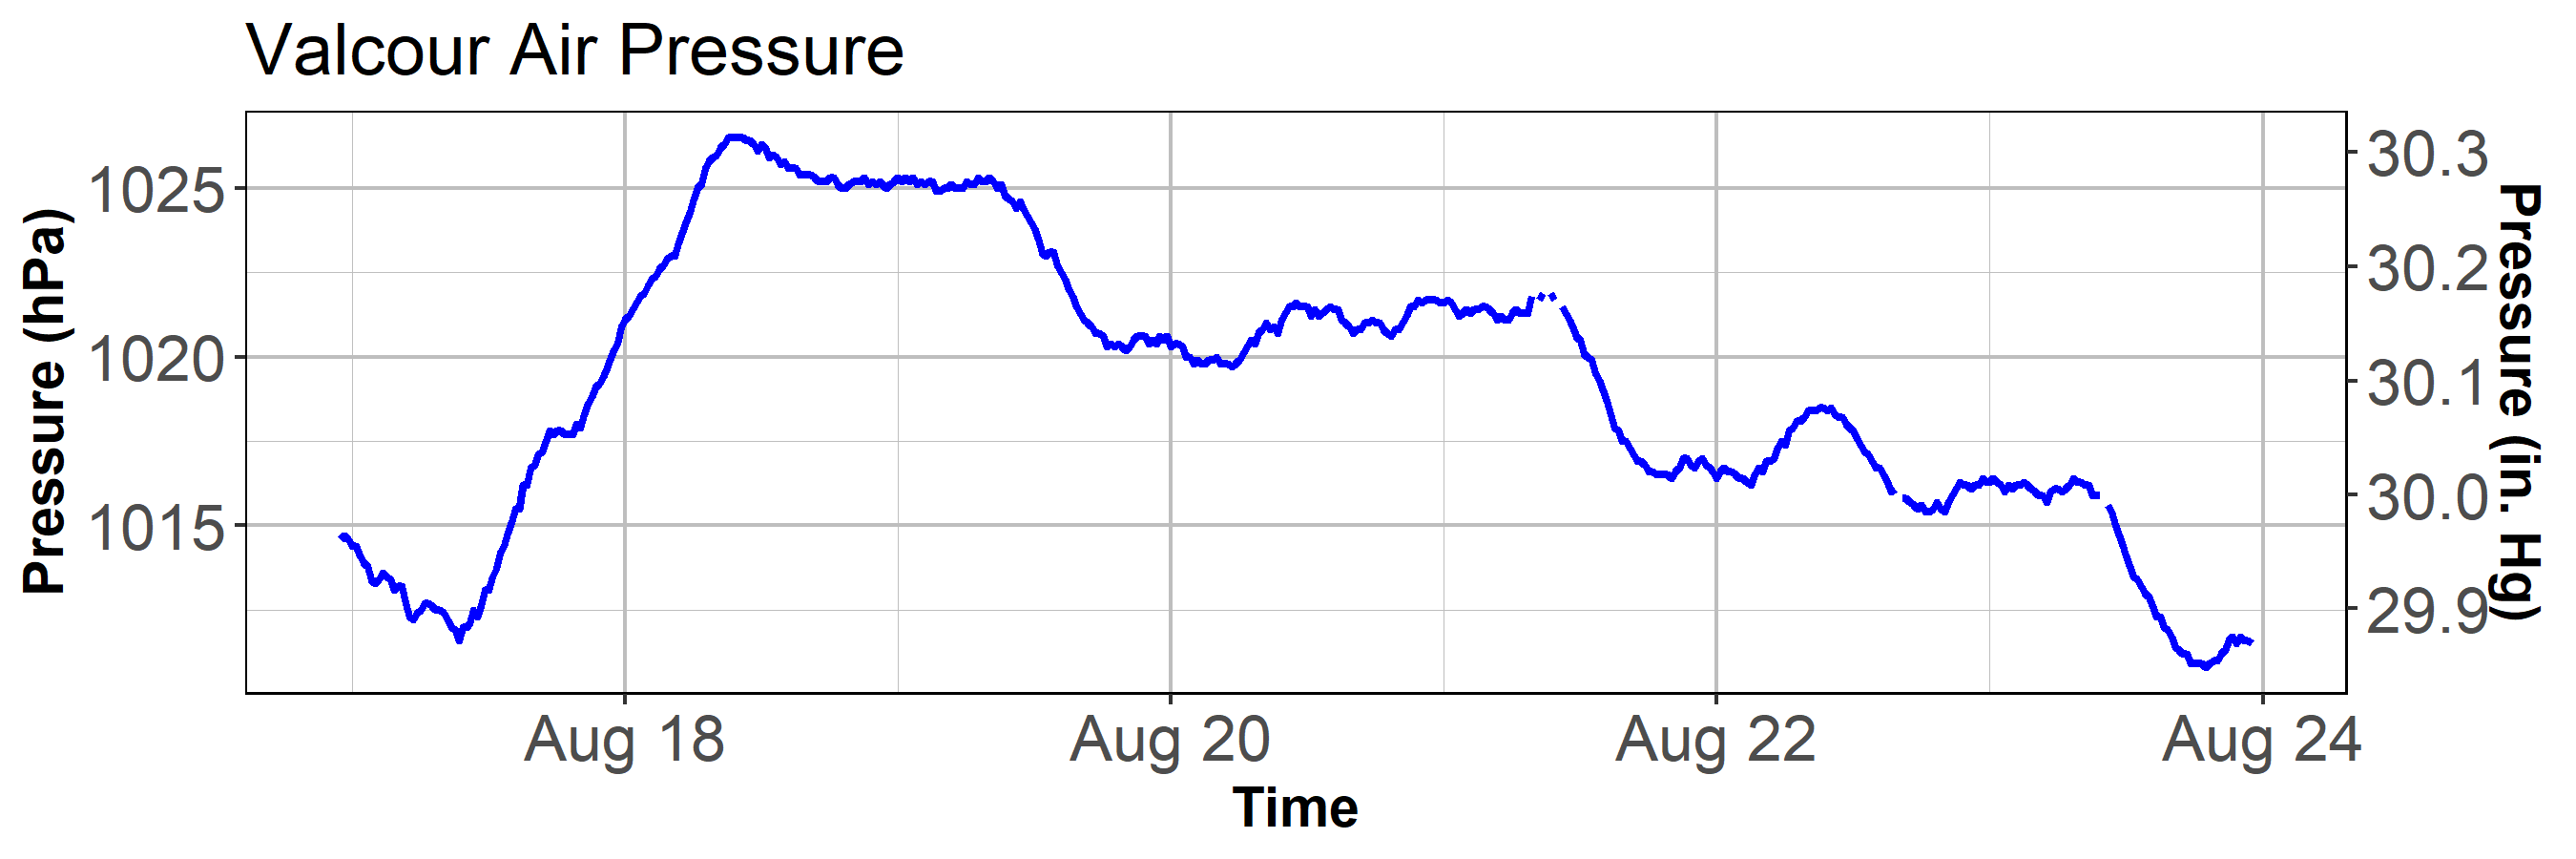 Valcour Air Pressure
Pressure (hPa)
1025
1020
1015
30.3
30.2
30.1
30.0
29.9
Pressure (in. Hg)
Aug 18
Aug 20
Aug 22
Aug 24
Time